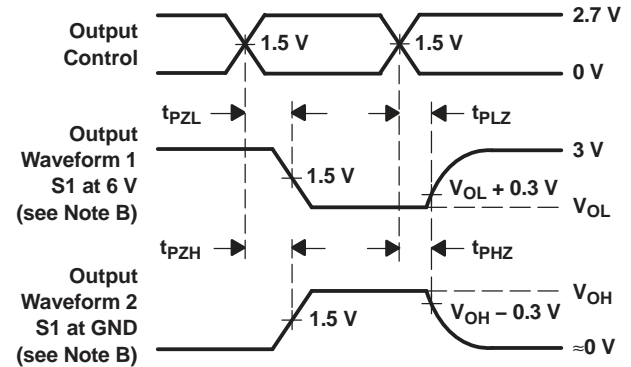 Output
Control
1.5 V
1.5 V
2.7 V
0 V
tPZL
tPLZ
Output
Waveform 1
S1 at 6 V
(see Note B)
1.5 V
3 V
VOL + 0.3 V
VOL
tPZH
tPHZ
Output
Waveform 2
S1 at GND
(see Note B)
1.5 V
VOH
VOH − 0.3 V
≈0 V